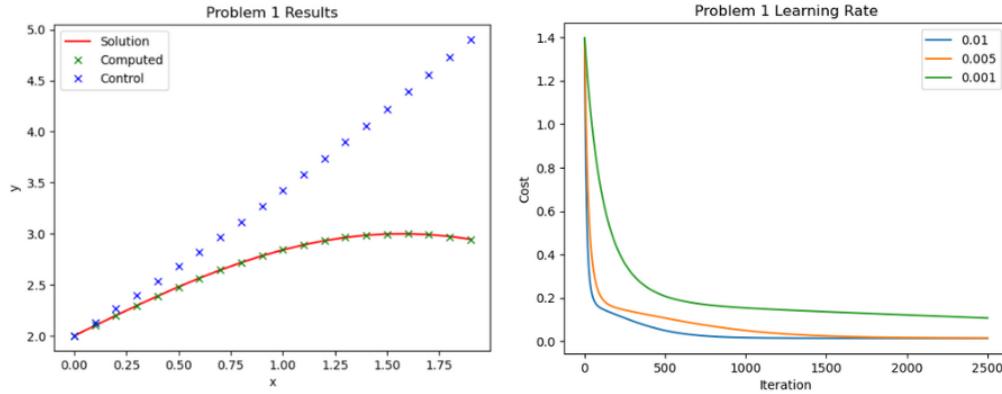 Problem 1 Results
5.0
4.5
4.0
3.5
3.0
2.5
2.0
y
Solution
Computed
Control
0.00 0.25 0.50 0.75 1.00 1.25 1.50 1.75
x
Problem 1 Learning Rate
1.4
1.2
1.0
0.8
0.6
0.4
0.2
0.0
Cost
0.01
0.005
0.001
0 500 1000 1500 2000 2500
Iteration